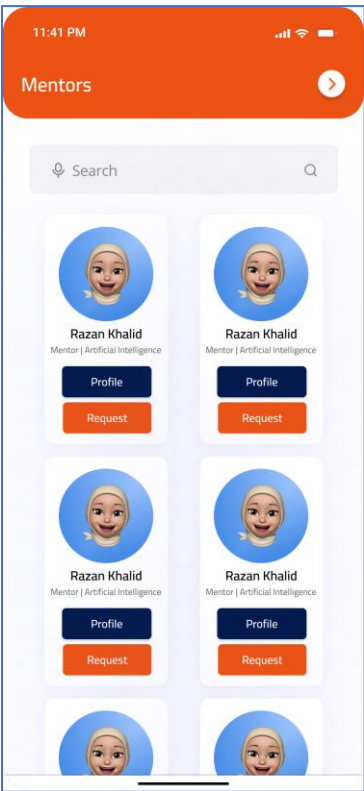 11:41 PM
Mentors
Search
Razan Khalid
Mentor | Artificial Intelligence
Profile
Request
Razan Khalid
Mentor | Artificial Intelligence
Profile
Request
Razan Khalid
Mentor | Artificial Intelligence
Profile
Request
Razan Khalid
Mentor | Artificial Intelligence
Profile
Request